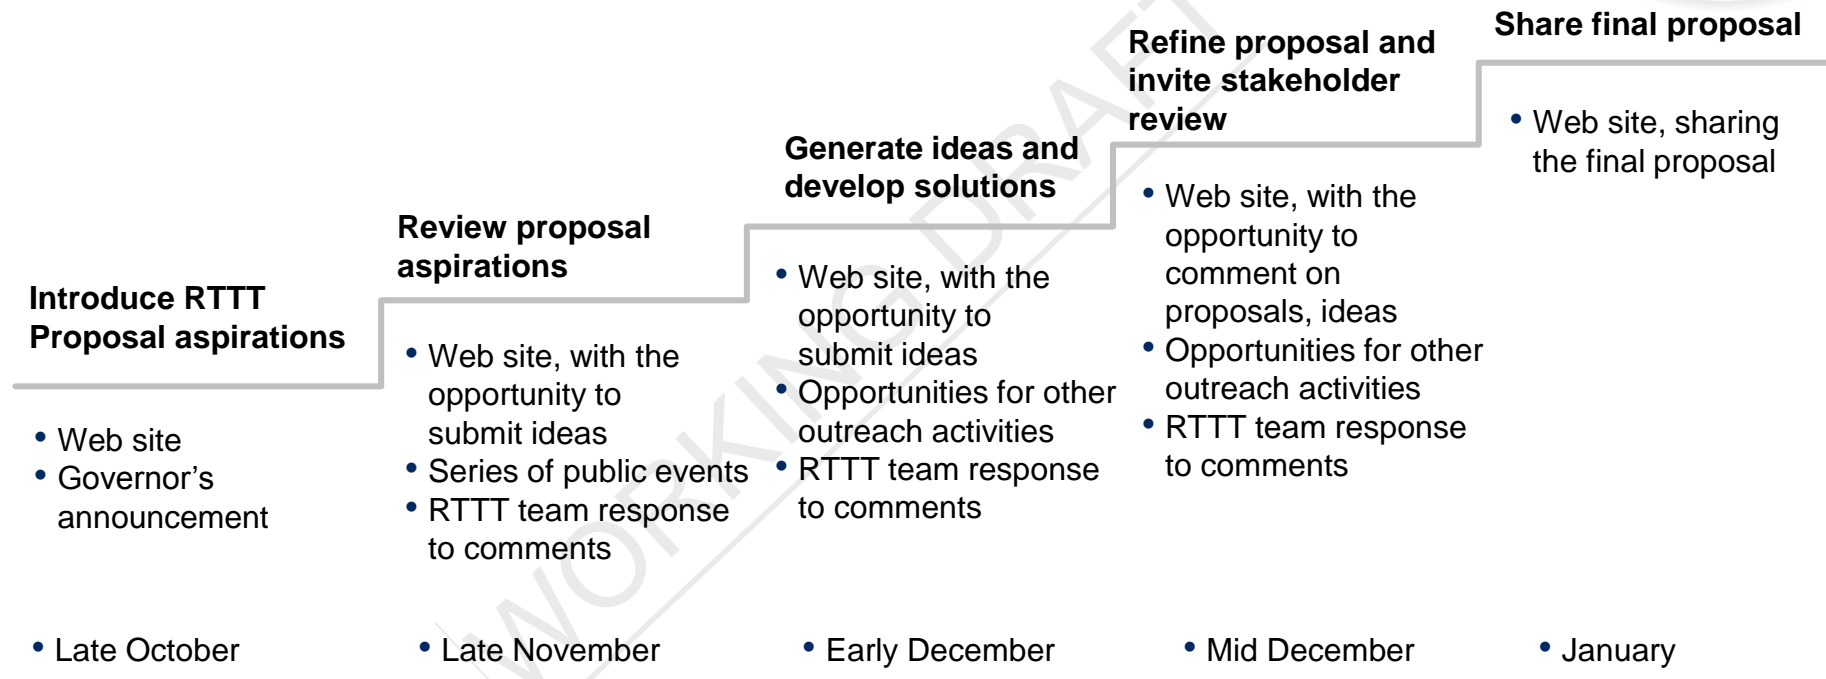 Introduce RTTT
Proposal aspirations
• Web site
• Governor’s
announcement
• Late October
Review proposal
aspirations
• Web site, with the
opportunity to
submit ideas
• Series of public events
• RTTT team response
to comments
• Late November
Generate ideas and
develop solutions
• Web site, with the
opportunity to
submit ideas
• Opportunities for other
outreach activities
• RTTT team response
to comments
• Early December
Refine proposal and
invite stakeholder
review
• Web site, with the
opportunity to
comment on
proposals, ideas
• Opportunities for other
outreach activities
• RTTT team response
to comments
• Mid December
Share final proposal
• Web site, sharing
the final proposal
• January
WORKING DRAFT